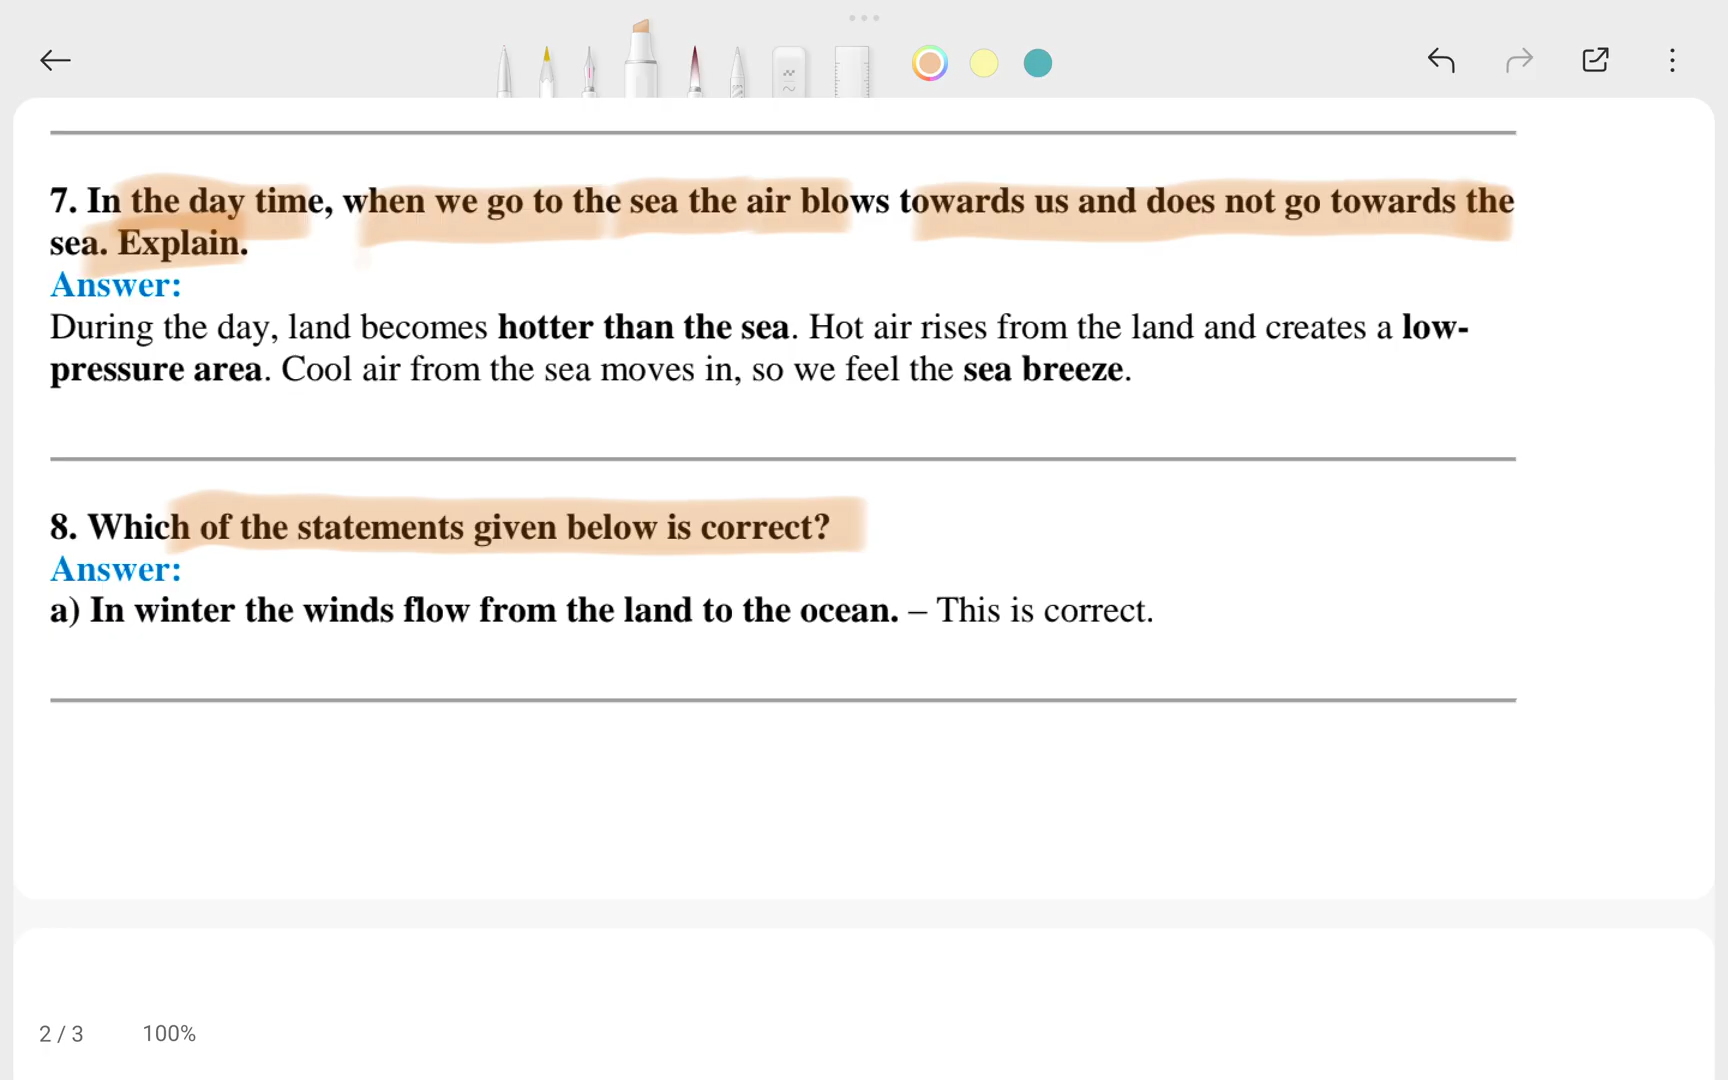 7. In the day time, when we go to the sea the air blows towards us and does not go towards the
sea. Explain.
Answer:
During the day, land becomes hotter than the sea. Hot air rises from the land and creates a low-
pressure area. Cool air from the sea moves in, so we feel the sea breeze.
8. Which of the statements given below is correct?
Answer:
a) In winter the winds flow from the land to the ocean. – This is correct.
2 / 3 100%